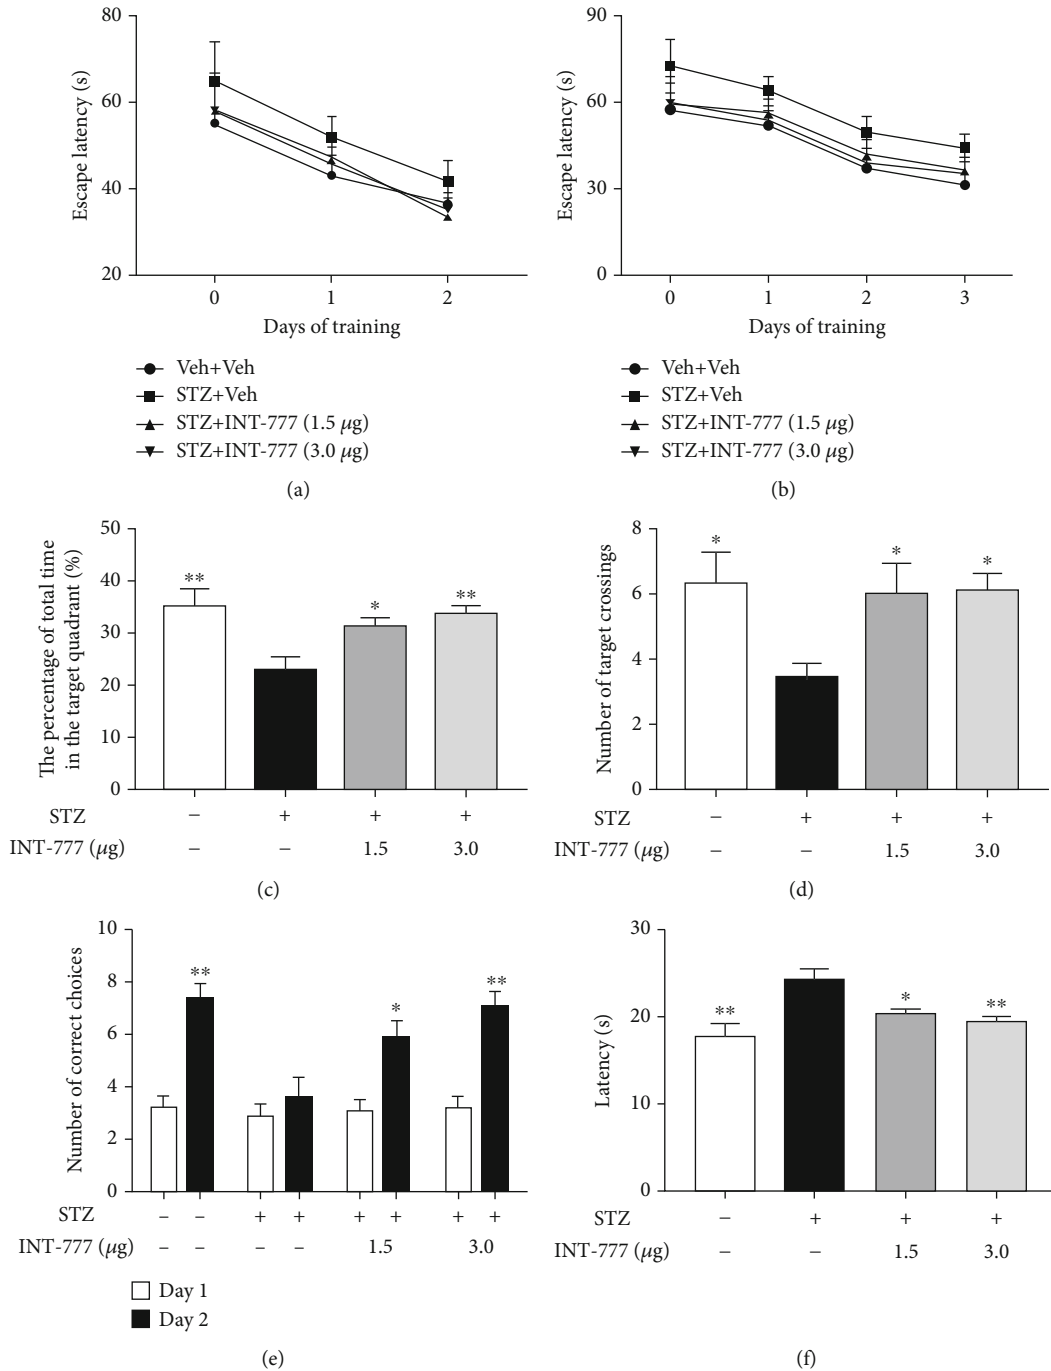 Escape latency (s)
80
60
40
20
0 1 2
Days of training
Veh+Veh
STZ+Veh
STZ+INT-777 (1.5 μg)
STZ+INT-777 (3.0 μg)
(a)
Escape latency (s)
90
60
30
0
0 1 2 3
Days of training
Veh+Veh
STZ+Veh
STZ+INT-777 (1.5 μg)
STZ+INT-777 (3.0 μg)
(b)
The percentage of total time
in the target quadrant (%)
50
40
30
20
10
0
** * **
STZ − + + +
INT-777 (μg) − − 1.5 3.0
(c)
Number of target crossings
8
6
4
2
0
* * *
STZ − + + +
INT-777 (μg) − − 1.5 3.0
(d)
Number of correct choices
10
8
6
4
2
0
** * **
STZ − − + + + + + +
INT-777 (μg) − − − − 1.5 3.0
Day 1
Day 2
(e)
Latency (s)
30
20
10
0
** * **
STZ − + + +
INT-777 (μg) − − 1.5 3.0
(f)